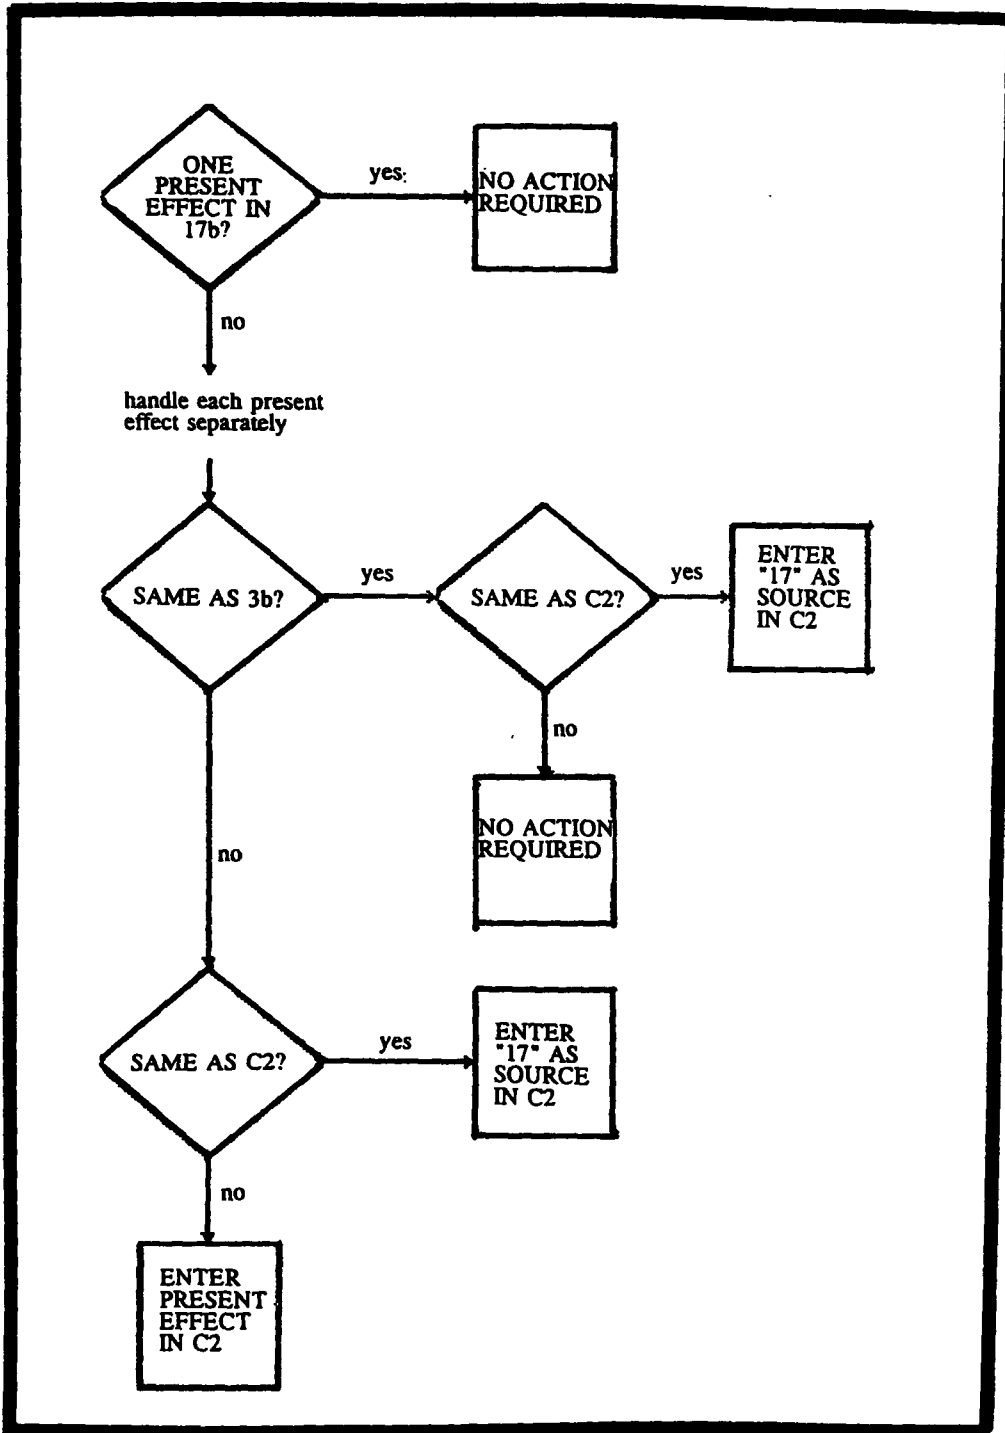 ONE
PRESENT
EFFECT IN
17b?
yes:
NO ACTION
REQUIRED
no
handle each present
effect separately
SAME AS 3b?
yes
SAME AS C2?
yes
ENTER
"17" AS
SOURCE
IN C2
no
NO ACTION
REQUIRED
no
SAME AS C2?
yes
ENTER
"17" AS
SOURCE
IN C2
no
ENTER
PRESENT
EFFECT
IN C2